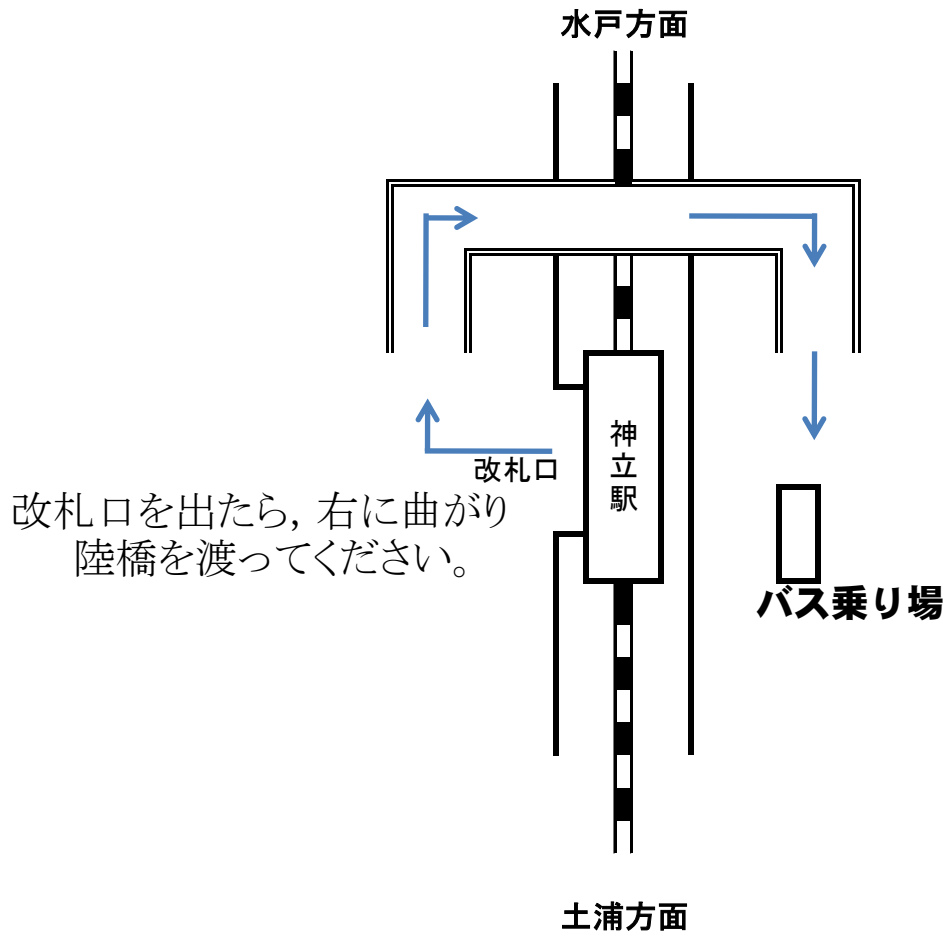 水戸方面
神立駅
改札口
改札口を出たら，右に曲がり
陸橋を渡ってください。
バス乗り場
土浦方面